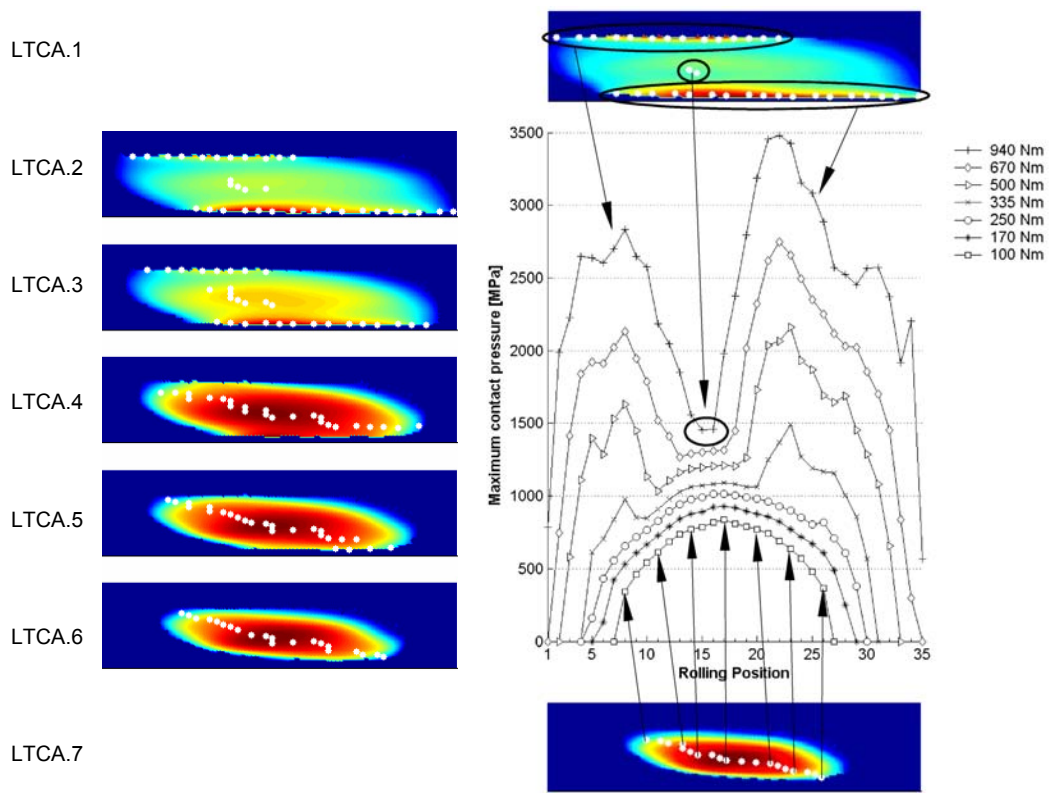 LTCA.1
LTCA.2
LTCA.3
LTCA.4
LTCA.5
LTCA.6
LTCA.7
Maximum contact pressure [MPa]
3500
3000
2500
2000
1500
1000
500
0
1 5 10 15 20 25 30 35
Rolling Position
940 Nm
670 Nm
500 Nm
335 Nm
250 Nm
170 Nm
100 Nm